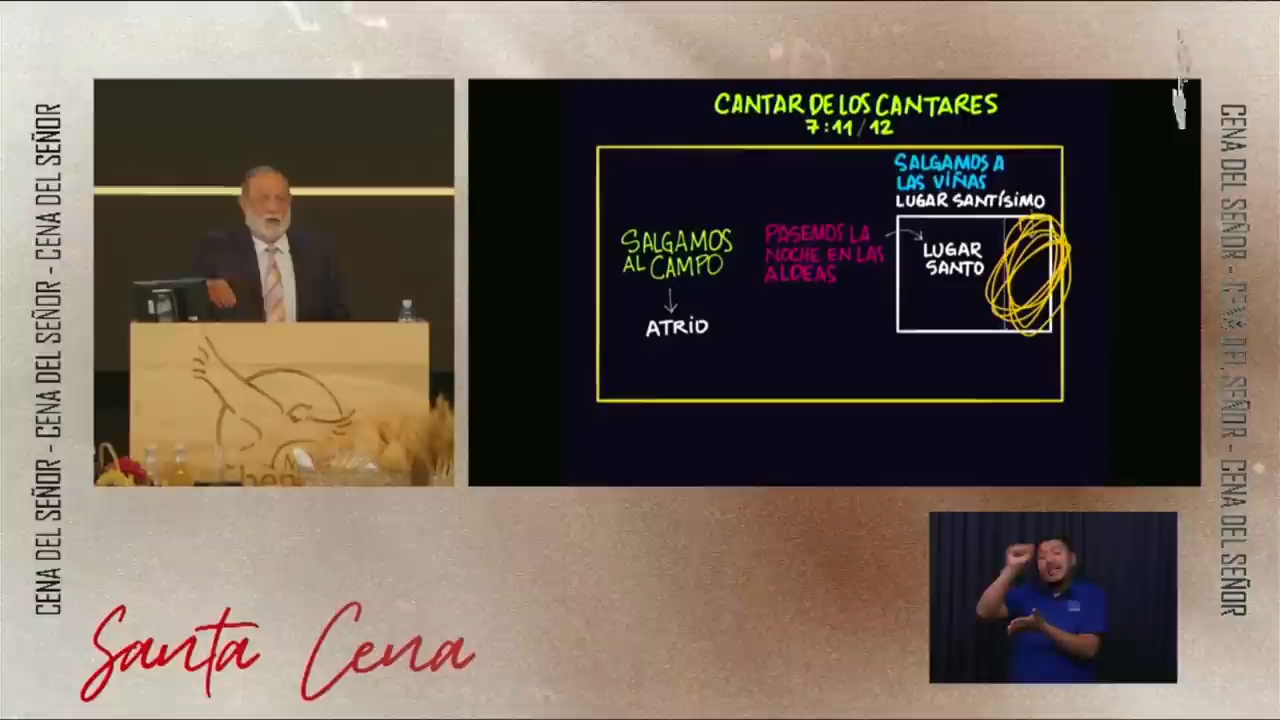 CENA DEL SEÑOR - CENA DEL SEÑOR - CENA DEL SEÑOR
CANTAR DE LOS CANTARES
7:11/12
SALGAMOS A
LAS VIÑAS
LUGAR SANTÍSIMO
SALGAMOS
AL CAMPO
ATRIO
PASEMOS LA
NOCHE EN LAS
ALDEAS
LUGAR
SANTO
CENA DEL SEÑOR - CENA DEL SEÑOR - CENA DEL SEÑOR
Santa Cena